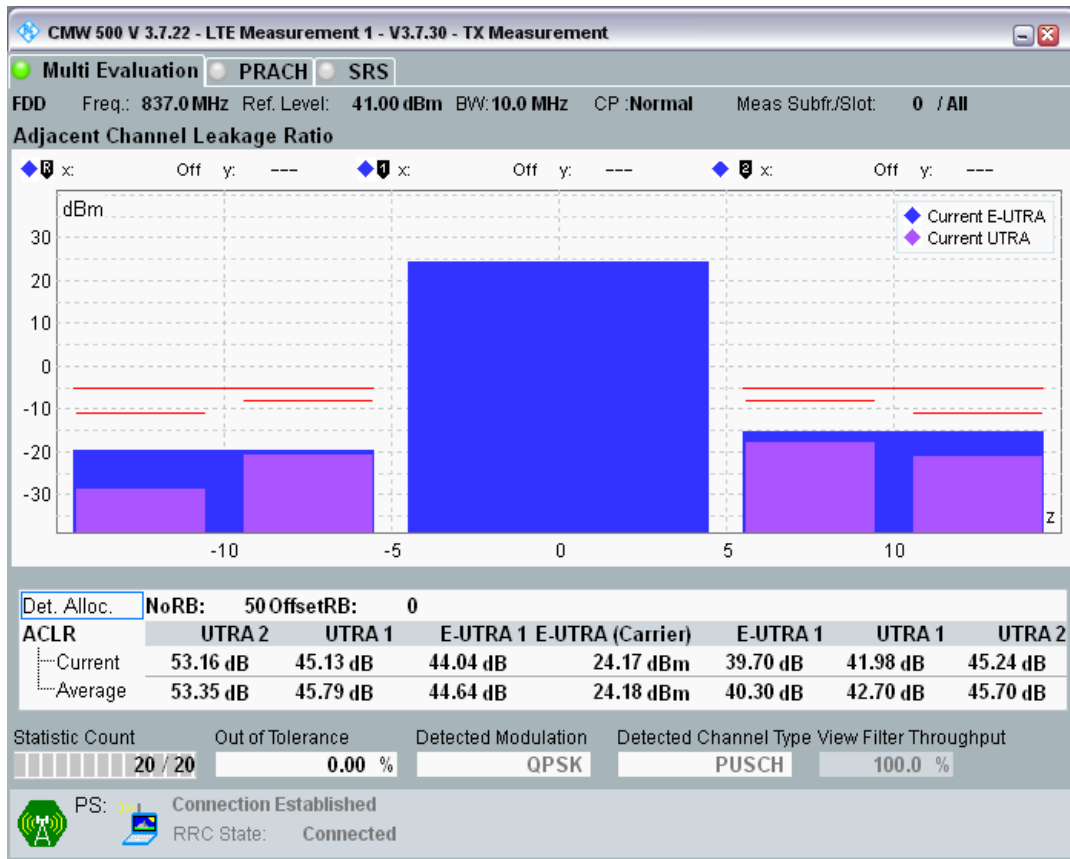 CMW 500 V 3.7.22 - LTE Measurement 1 - V3.7.30 - TX Measurement
Multi Evaluation PRACH SRS
FDD Freq.: 837.0 MHz Ref. Level: 41.00 dBm BW: 10.0 MHz CP :Normal Meas Subfr./Slot: 0 / All
Adjacent Channel Leakage Ratio
R x: Off y: --- 1 x: Off y: --- 2 x: Off y: ---
dBm
Current E-UTRA
Current UTRA
30
20
10
0
-10
-20
-30
z
-10 -5 0 5 10
Det. Alloc. NoRB: 50 OffsetRB: 0
ACLR UTRA 2 UTRA 1 E-UTRA 1 E-UTRA (Carrier) E-UTRA 1 UTRA 1 UTRA 2
Current 53.16 dB 45.13 dB 44.04 dB 24.17 dBm 39.70 dB 41.98 dB 45.24 dB
Average 53.35 dB 45.79 dB 44.64 dB 24.18 dBm 40.30 dB 42.70 dB 45.70 dB
Statistic Count Out of Tolerance Detected Modulation Detected Channel Type View Filter Throughput
20 / 20 0.00 % QPSK PUSCH 100.0 %
PS: Connection Established
RRC State: Connected